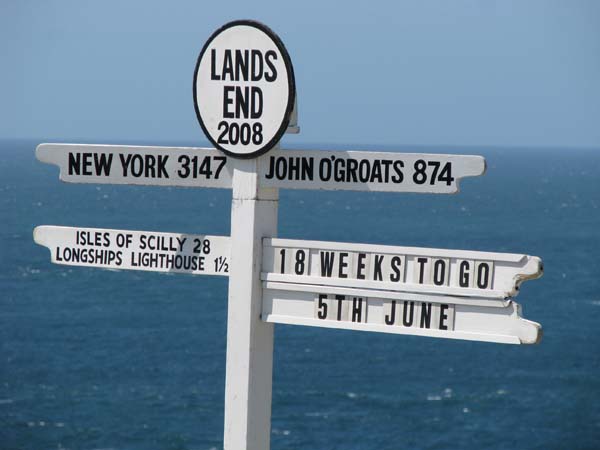 LANDS
END
2008
NEW YORK 3147
JOHN O'GROATS 874
ISLES OF SCILLY 28
LONGSHIPS LIGHTHOUSE 1½
18 WEEKS TO GO
5TH JUNE